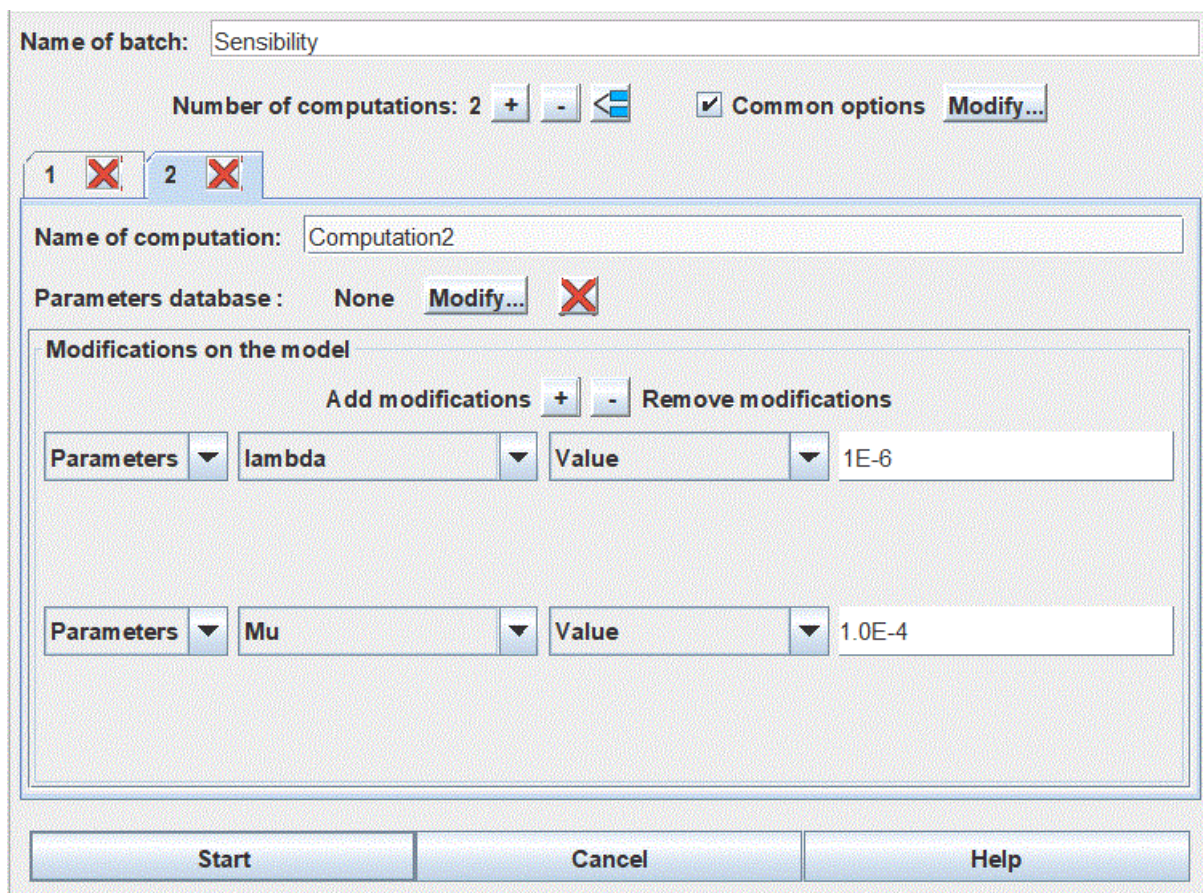 Name of batch: Sensibility
Number of computations: 2 + - Common options Modify...
1 2
Name of computation: Computation2
Parameters database : None Modify...
Modifications on the model
Add modifications + - Remove modifications
Parameters lambda Value 1E-6
Parameters Mu Value 1.0E-4
Start Cancel Help